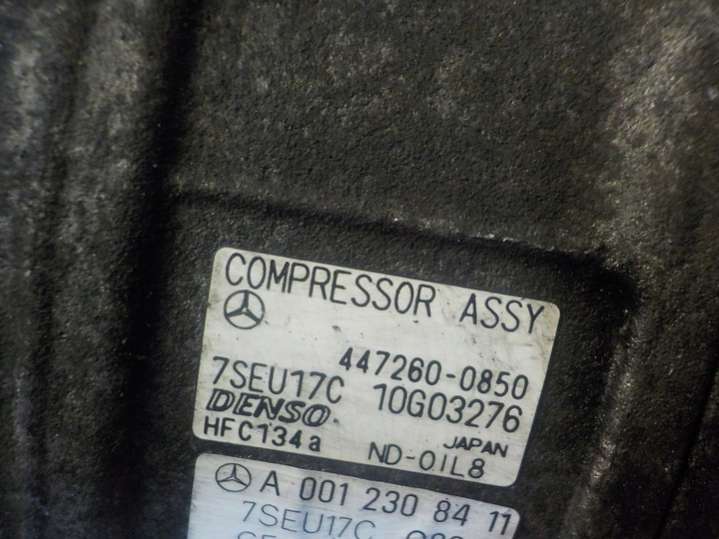 COMPRESSOR ASSY
447260-0850
7SEU17C 10G03276
DENSO JAPAN
HFC134a ND-OIL8
A 001 230 84 11
7SEU17C